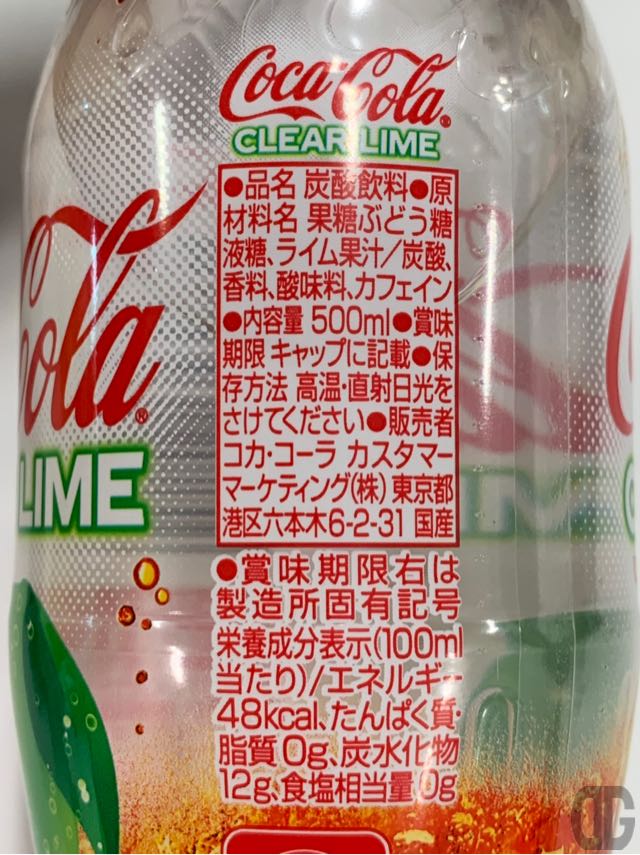 Coca-Cola®
CLEAR LIME
●品名 炭酸飲料●原
材料名 果糖ぶどう糖
液糖、ライム果汁/炭酸、
香料、酸味料、カフェイン
●内容量 500ml●賞味
期限 キャップに記載●保
存方法 高温・直射日光を
さけてください●販売者
コカ・コーラ カスタマー
マーケティング(株) 東京都
港区六本木6-2-31 国産
●賞味期限右は
製造所固有記号
栄養成分表示(100ml
当たり)/エネルギー
48kcal、たんぱく質・
脂質 0g、炭水化物
12g、食塩相当量 0g
ola®
LIME